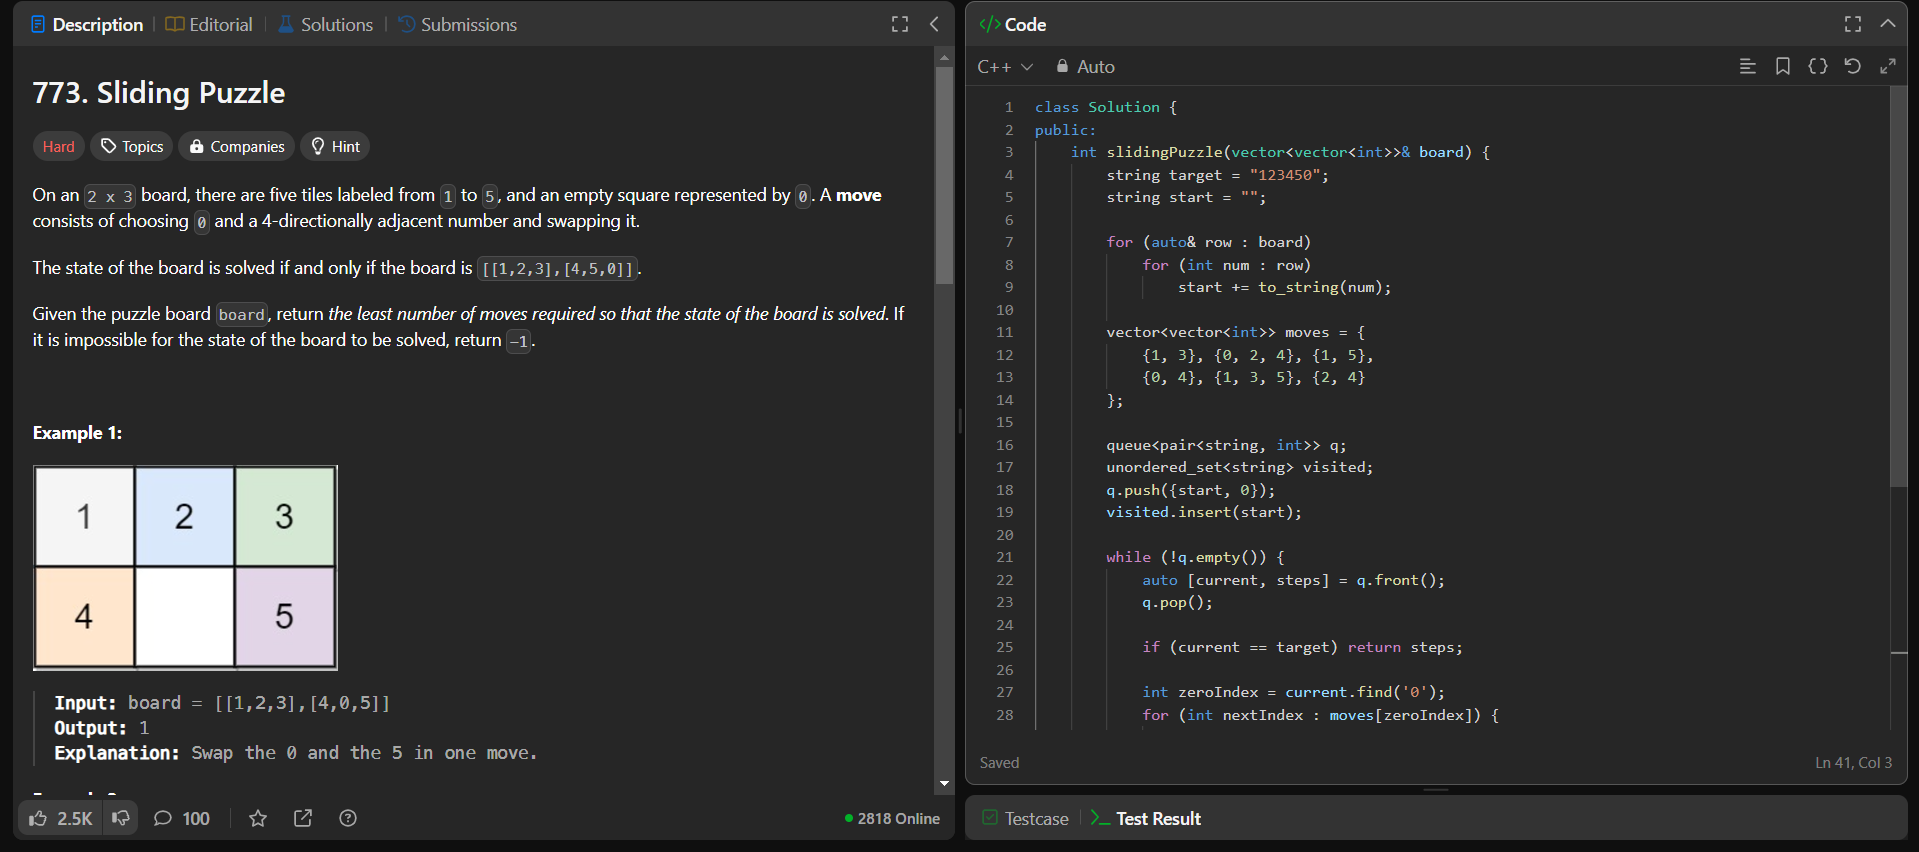 Description
Editorial
Solutions
Submissions
773. Sliding Puzzle
Hard
Topics
Companies
Hint
On an 2 x 3 board, there are five tiles labeled from 1 to 5, and an empty square represented by 0. A move
consists of choosing 0 and a 4-directionally adjacent number and swapping it.
The state of the board is solved if and only if the board is [[1,2,3],[4,5,0]].
Given the puzzle board board, return the least number of moves required so that the state of the board is solved. If
it is impossible for the state of the board to be solved, return -1.
Example 1:
1 2 3
4 5
Input: board = [[1,2,3],[4,0,5]]
Output: 1
Explanation: Swap the 0 and the 5 in one move.
2.5K
100
2818 Online
</> Code
C++
Auto
1 class Solution {
2 public:
3 int slidingPuzzle(vector<vector<int>>& board) {
4 string target = "123450";
5 string start = "";
6
7 for (auto& row : board)
8 for (int num : row)
9 start += to_string(num);
10
11 vector<vector<int>> moves = {
12 {1, 3}, {0, 2, 4}, {1, 5},
13 {0, 4}, {1, 3, 5}, {2, 4}
14 };
15
16 queue<pair<string, int>> q;
17 unordered_set<string> visited;
18 q.push({start, 0});
19 visited.insert(start);
20
21 while (!q.empty()) {
22 auto [current, steps] = q.front();
23 q.pop();
24
25 if (current == target) return steps;
26
27 int zeroIndex = current.find('0');
28 for (int nextIndex : moves[zeroIndex]) {
Saved
Ln 41, Col 3
Testcase
Test Result